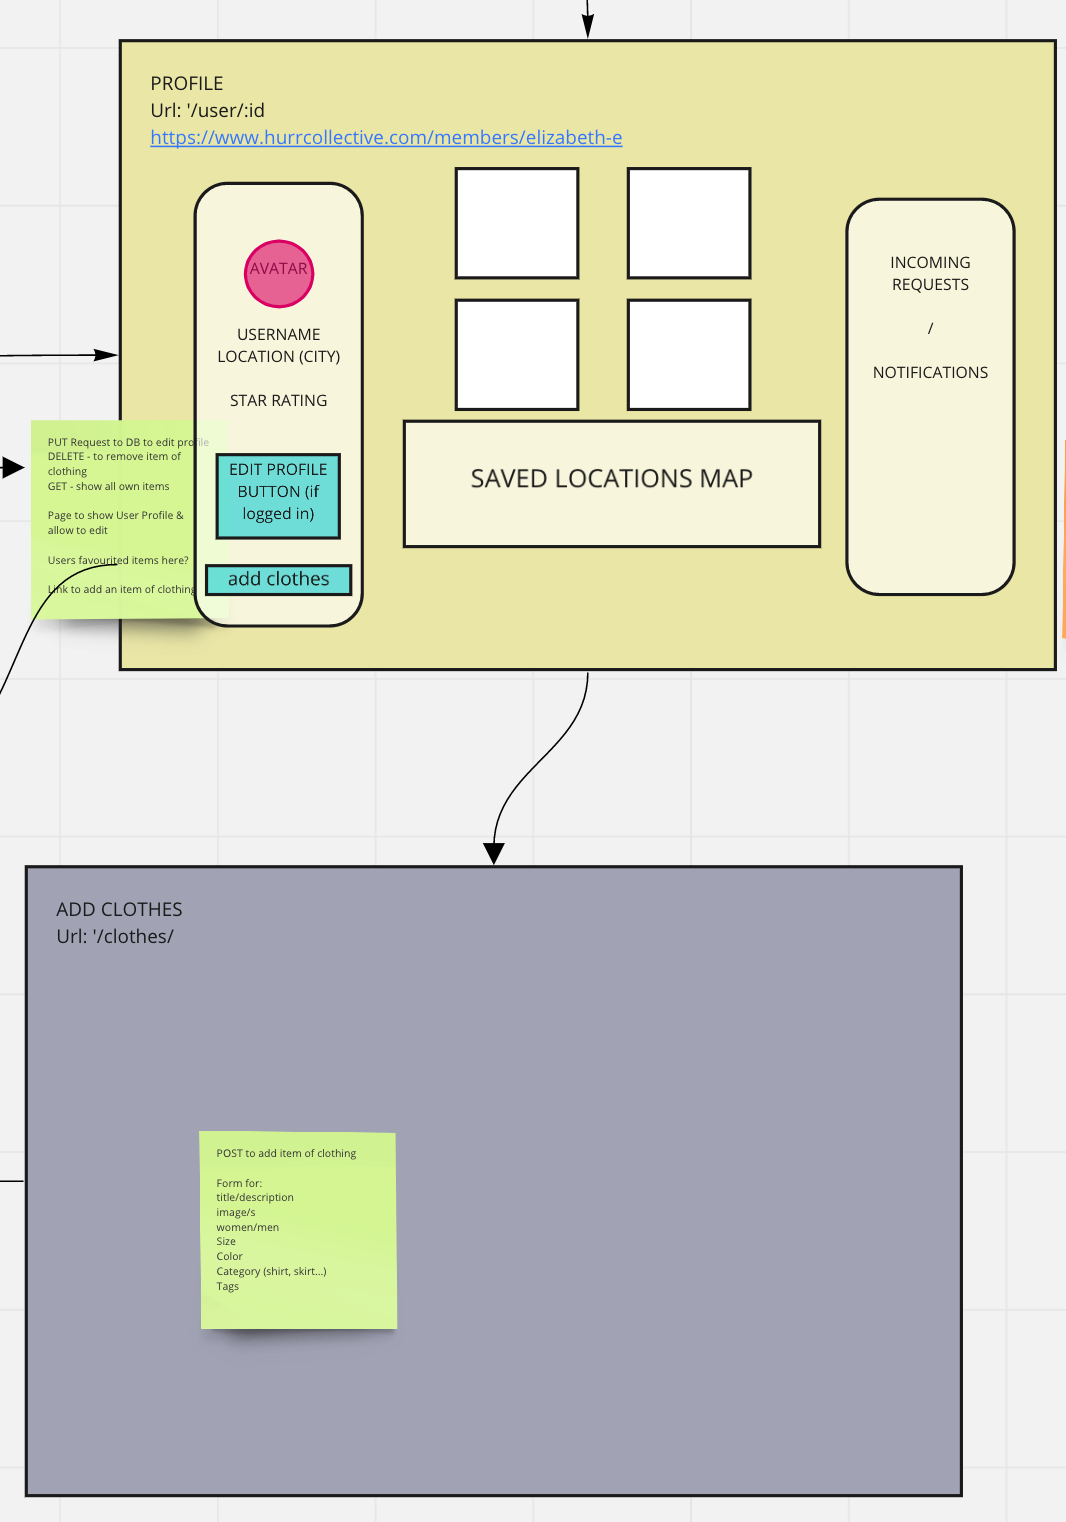 PROFILE
Url: '/user/:id
https://www.hurrcollective.com/members/elizabeth-e
AVATAR
USERNAME
LOCATION (CITY)
STAR RATING
EDIT PROFILE
BUTTON (if
logged in)
add clothes
SAVED LOCATIONS MAP
INCOMING
REQUESTS
/
NOTIFICATIONS
PUT Request to DB to edit profile
DELETE - to remove item of
clothing
GET - show all own items
Page to show User Profile &
allow to edit
Users favourited items here?
Link to add an item of clothing
ADD CLOTHES
Url: '/clothes/
POST to add item of clothing
Form for:
title/description
image/s
women/men
Size
Color
Category (shirt, skirt...)
Tags